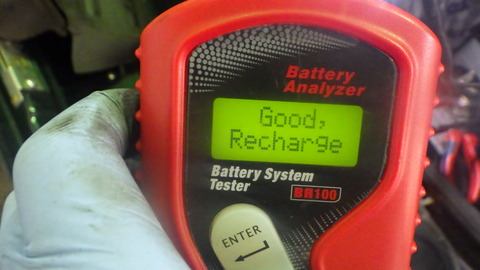 Battery
Analyzer
Good,
Recharge
Battery System
Tester
BA100
ENTER